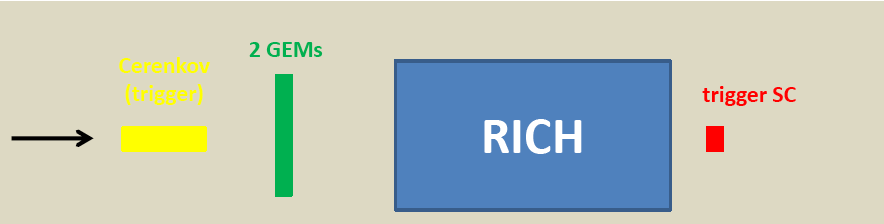 Cerenkov
(trigger)
2 GEMs
RICH
trigger SC